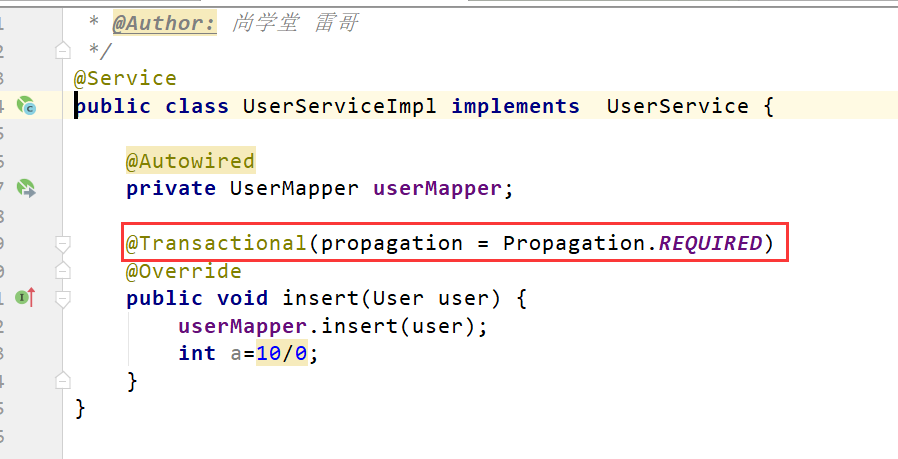 * @Author: 尚学堂 雷哥
*/
@Service
public class UserServiceImpl implements  UserService {
@Autowired
private UserMapper userMapper;
@Transactional(propagation = Propagation.REQUIRED)
@Override
public void insert(User user) {
userMapper.insert(user);
int a=10/0;
}
}